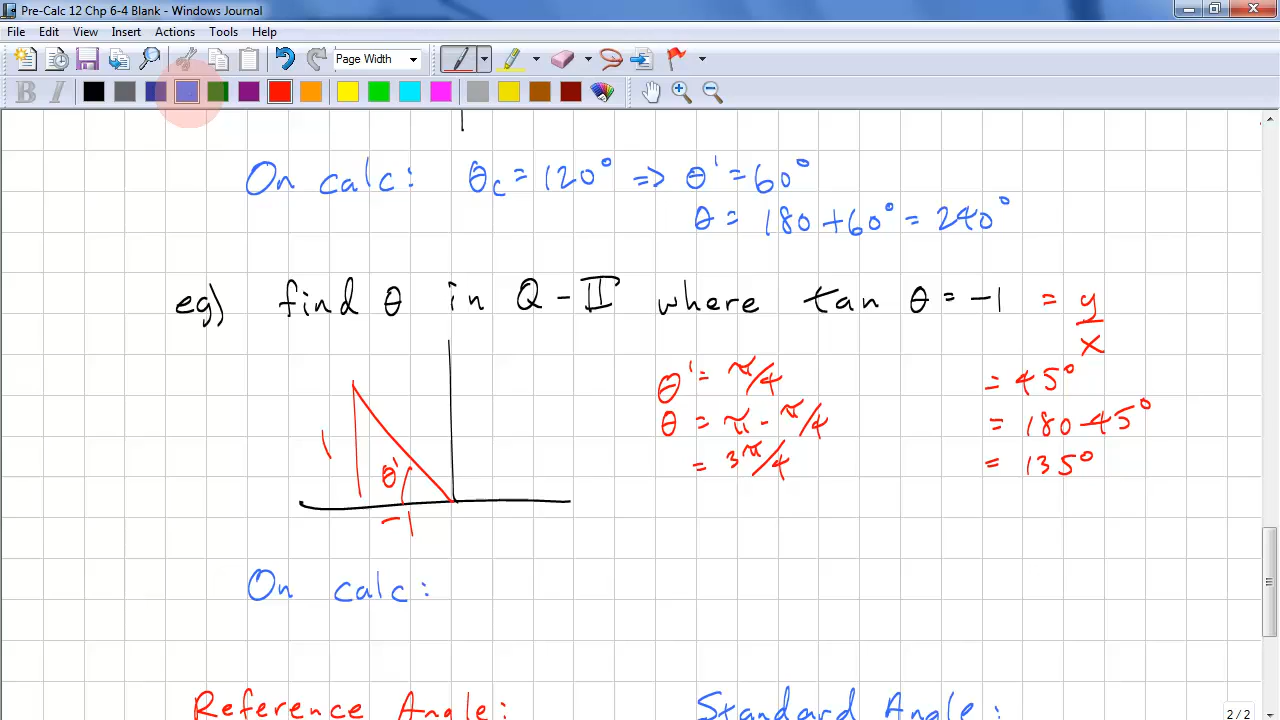 Pre-Calc 12 Chp 6-4 Blank - Windows Journal
File Edit View Insert Actions Tools Help
Page Width
B I
On calc: θc = 120° => θ' = 60°
θ = 180 + 60° = 240°
eg) find θ in Q - II where tan θ = -1 = y/x
θ' = π/4 = 45°
θ = π - π/4 = 180 - 45°
= 3π/4 = 135°
1
θ'
-1
On calc:
Reference Angle: Standard Angle:
2/2